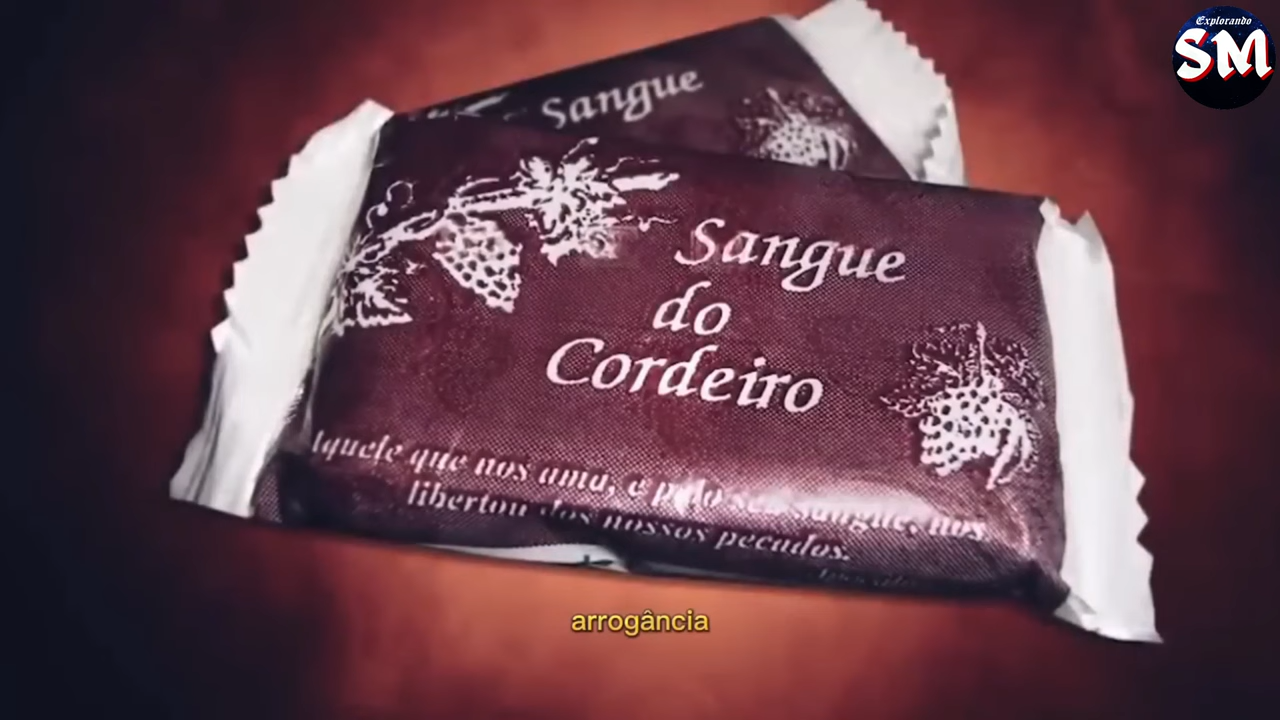 Explorando
SM
Sangue
Sangue
do
Cordeiro
Aquele que nos ama, e pelo seu sangue, nos
libertou dos nossos pecados.
arrogância